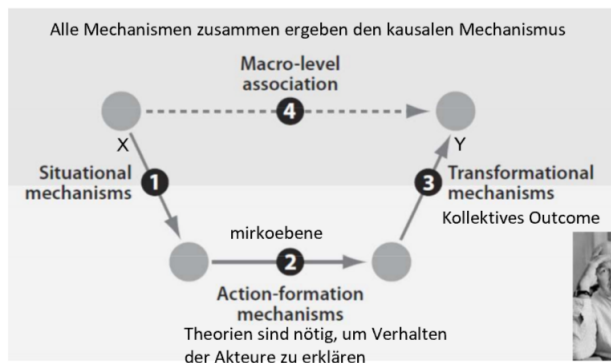 Alle Mechanismen zusammen ergeben den kausalen Mechanismus
Macro-level
association
4
X
Y
Situational
mechanisms
1
3
Transformational
mechanisms
Kollektives Outcome
mirkoebene
2
Action-formation
mechanisms
Theorien sind nötig, um Verhalten
der Akteure zu erklären